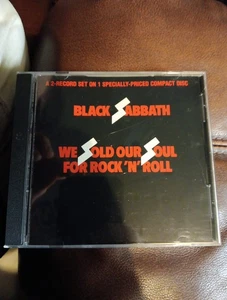 A 2-RECORD SET ON 1 SPECIALLY-PRICED COMPACT DISC
BLACK SABBATH
WE SOLD OUR SOUL
FOR ROCK 'N' ROLL